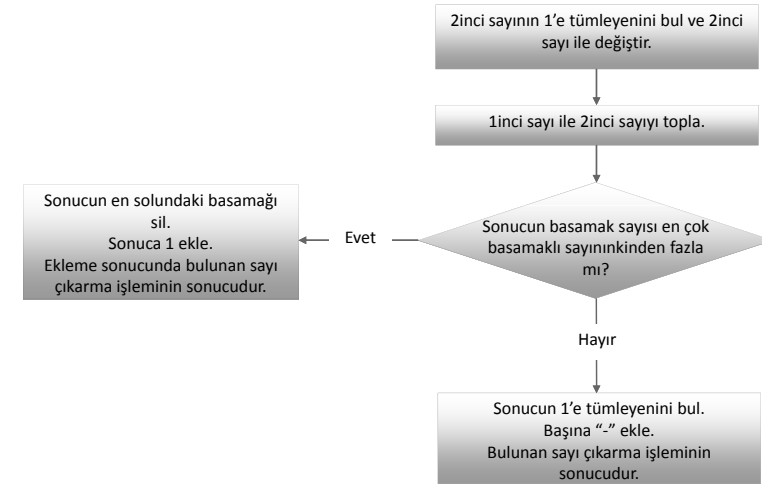 2inci sayının 1’e tümleyenini bul ve 2inci
sayı ile değiştir.
1inci sayı ile 2inci sayıyı topla.
Sonucun basamak sayısı en çok
basamaklı sayınınkinden fazla
mı?
Evet
Sonucun en solundaki basamağı
sil.
Sonuca 1 ekle.
Ekleme sonucunda bulunan sayı
çıkarma işleminin sonucudur.
Hayır
Sonucun 1’e tümleyenini bul.
Başına “-” ekle.
Bulunan sayı çıkarma işleminin
sonucudur.